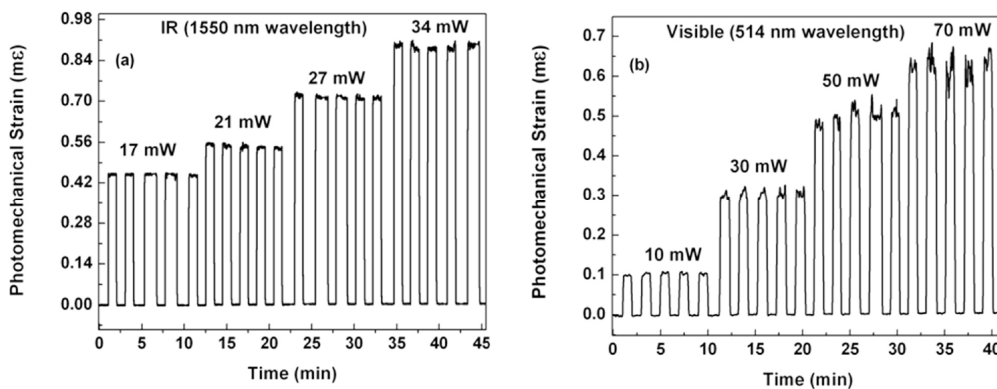 IR (1550 nm wavelength)
34 mW
(a)
27 mW
21 mW
17 mW
0.98
0.84
0.70
0.56
0.42
0.28
0.14
0.00
Photomechanical Strain (mε)
0 5 10 15 20 25 30 35 40 45
Time (min)
Visible (514 nm wavelength)
70 mW
(b)
50 mW
30 mW
10 mW
0.7
0.6
0.5
0.4
0.3
0.2
0.1
0.0
Photomechanical Strain (mε)
0 5 10 15 20 25 30 35 40
Time (min)